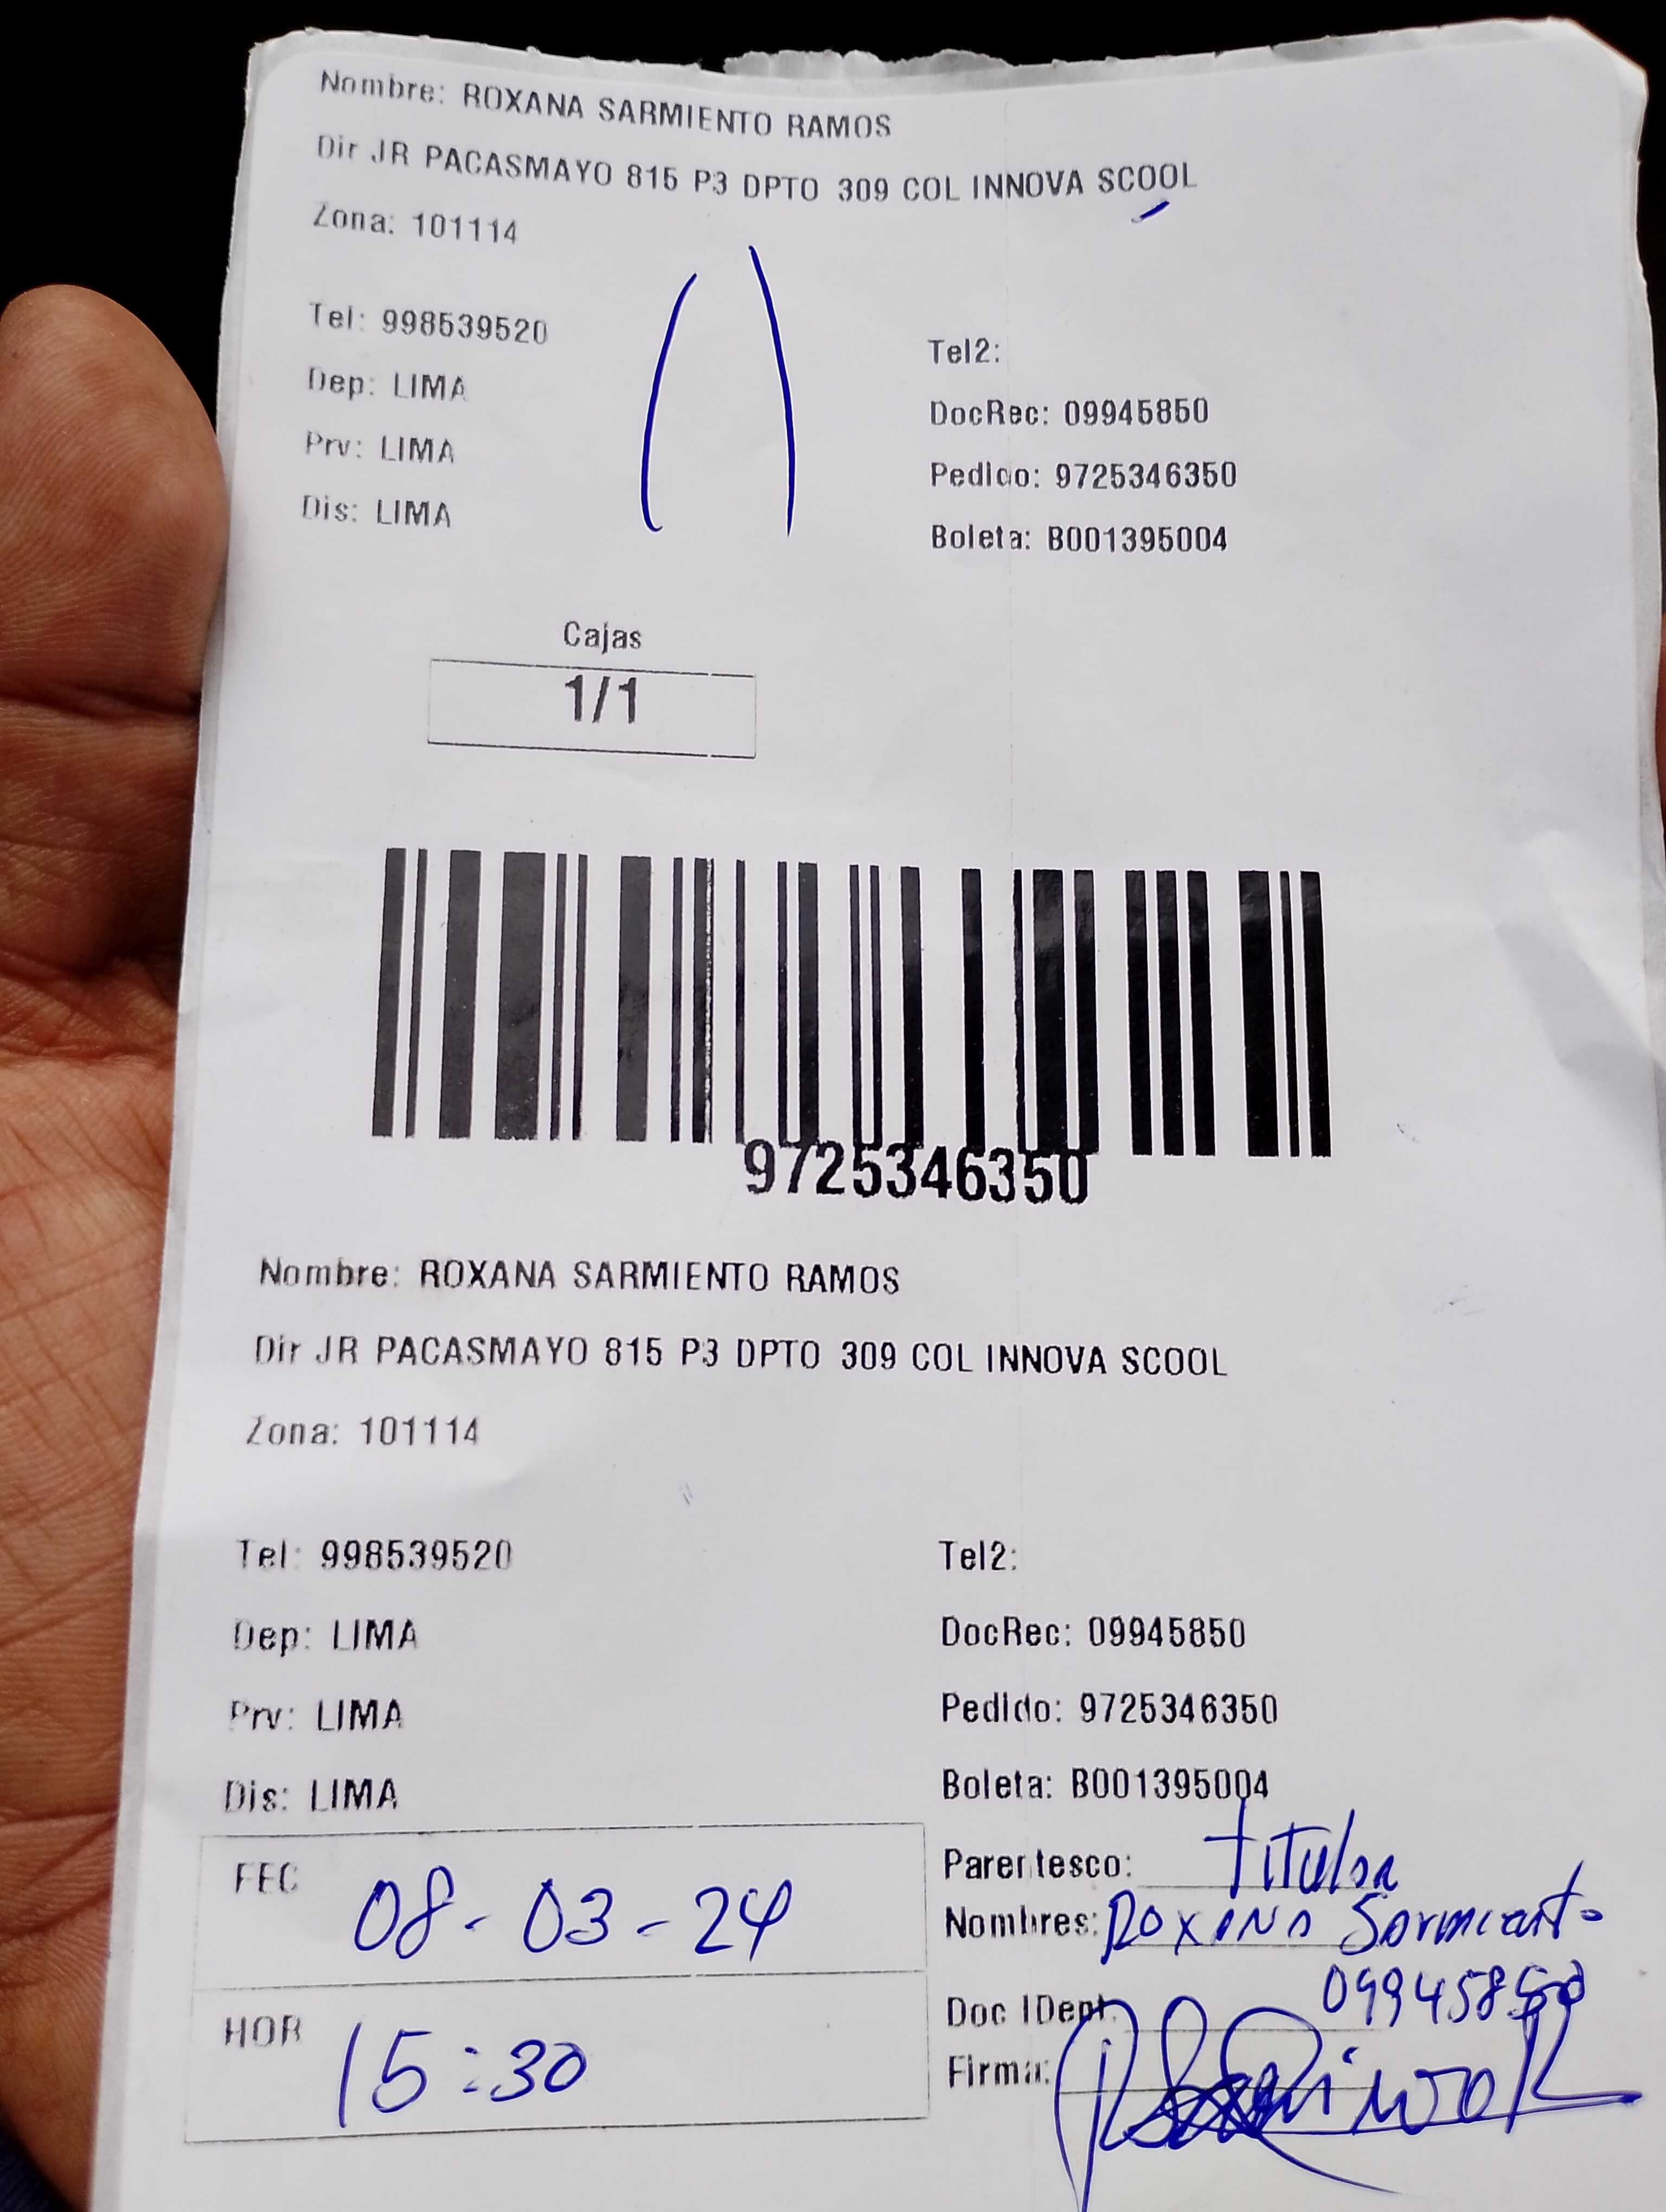 Nombre: ROXANA SARMIENTO RAMOS
Dir JR PACASMAYO 815 P3 DPTO 309 COL INNOVA SCOOL
Zona: 101114
Tel: 998539520
Tel2:
Dep: LIMA
DocRec: 09945850
Prv: LIMA
Pedido: 9725346350
Dis: LIMA
Boleta: B001395004
Cajas
1/1
9725346350
Nombre: ROXANA SARMIENTO RAMOS
Dir JR PACASMAYO 815 P3 DPTO 309 COL INNOVA SCOOL
Zona: 101114
Tel: 998539520
Tel2:
Dep: LIMA
DocRec: 09945850
Prv: LIMA
Pedido: 9725346350
Dis: LIMA
Boleta: B001395004
FEC 08-03-24
Parentesco: titular
Nombres: Roxana Sarmiento
HOR 15:30
Doc IDept: 09945850
Firma: